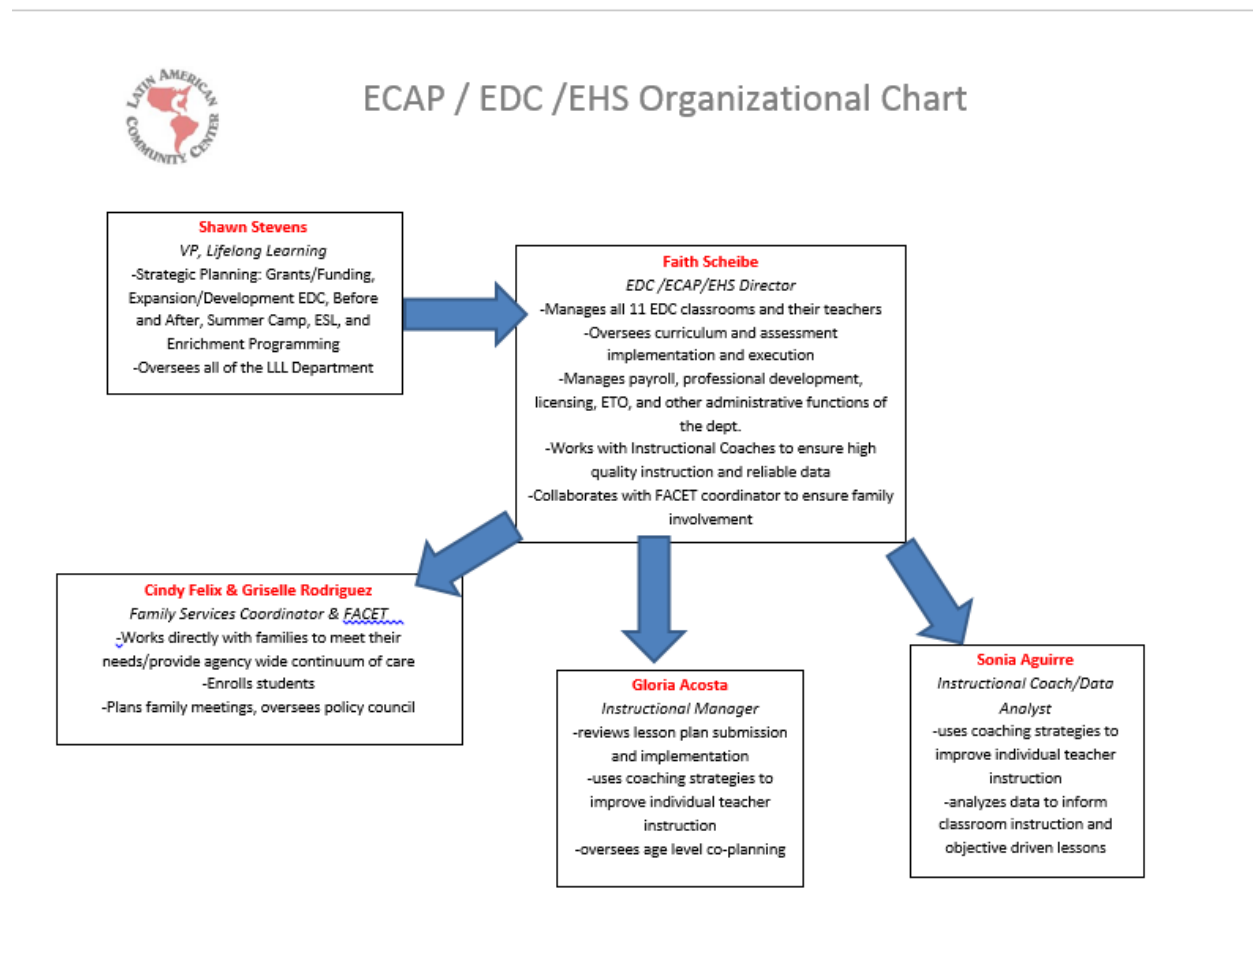 LATIN AMERICAN
COMMUNITY CENTER
ECAP / EDC /EHS Organizational Chart
Shawn Stevens
VP, Lifelong Learning
-Strategic Planning: Grants/Funding,
Expansion/Development EDC, Before
and After, Summer Camp, ESL, and
Enrichment Programming
-Oversees all of the LLL Department
Faith Scheibe
EDC /ECAP/EHS Director
-Manages all 11 EDC classrooms and their teachers
-Oversees curriculum and assessment
implementation and execution
-Manages payroll, professional development,
licensing, ETO, and other administrative functions of
the dept.
-Works with Instructional Coaches to ensure high
quality instruction and reliable data
-Collaborates with FACET coordinator to ensure family
involvement
Cindy Felix & Griselle Rodriguez
Family Services Coordinator & FACET
-Works directly with families to meet their
needs/provide agency wide continuum of care
-Enrolls students
-Plans family meetings, oversees policy council
Gloria Acosta
Instructional Manager
-reviews lesson plan submission
and implementation
-uses coaching strategies to
improve individual teacher
instruction
-oversees age level co-planning
Sonia Aguirre
Instructional Coach/Data
Analyst
-uses coaching strategies to
improve individual teacher
instruction
-analyzes data to inform
classroom instruction and
objective driven lessons